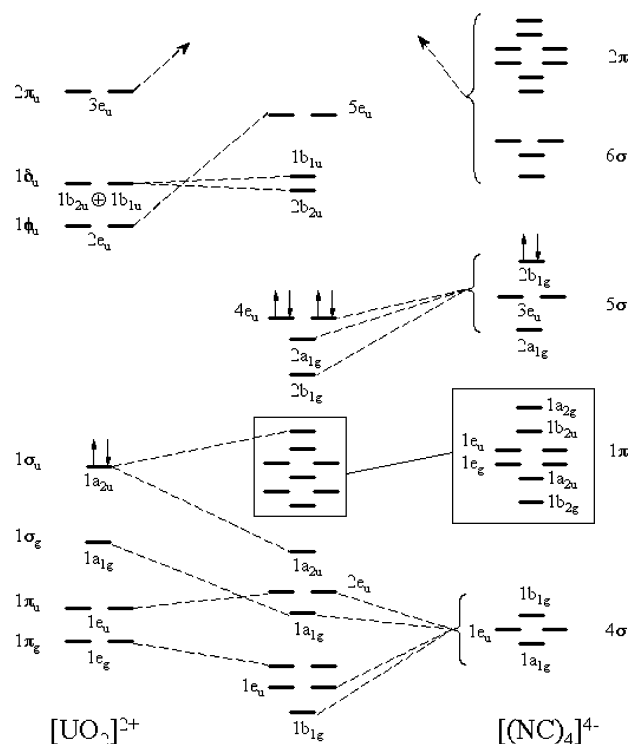 2πu 3eu 5eu 2π
1δu 1b2u ⊕ 1b1u 1b1u 2b2u 6σ
1ϕu 2eu
2b1g
4eu 3eu 5σ
2a1g 2a1g
2b1g
1a2g
1b2u
1eu 1π
1σu 1a2u 1eg
1a2u
1b2g
1σg 1a1g 1a2u
2eu 1b1g
1πu 1eu 1a1g 1eu 4σ
1πg 1eg 1a1g
1eu
1b1g
[UO2]2+ [(NC)4]4-